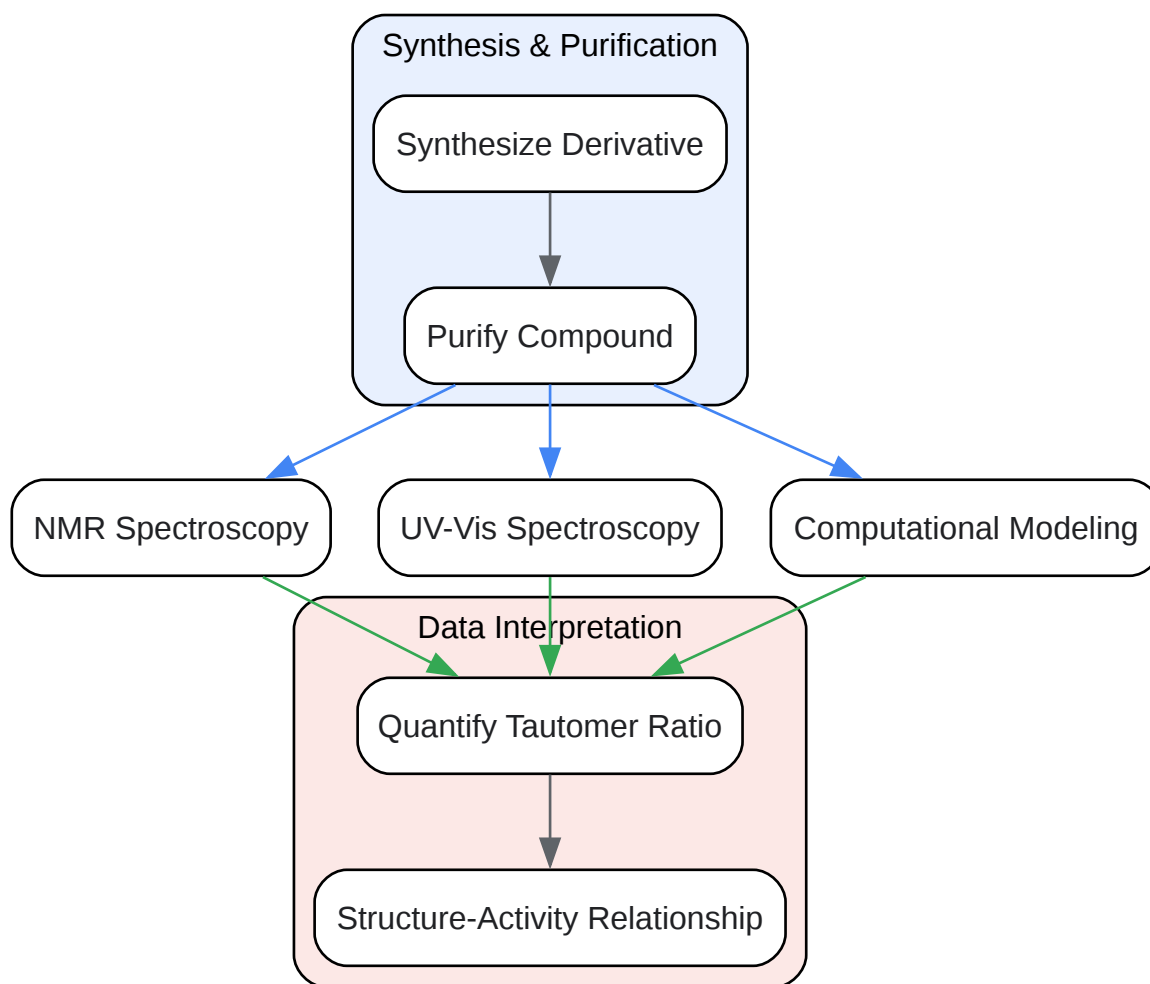 Synthesis & Purification
Synthesize Derivative
Purify Compound
NMR Spectroscopy
UV-Vis Spectroscopy
Computational Modeling
Data Interpretation
Quantify Tautomer Ratio
Structure-Activity Relationship